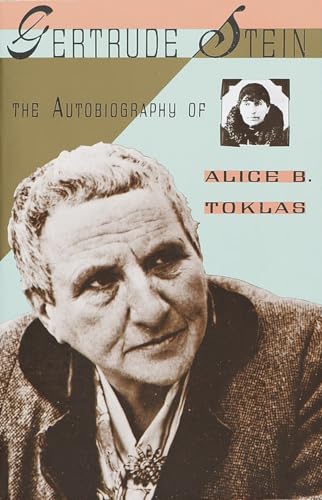 GERTRUDE STEIN
THE AUTOBIOGRAPHY OF
ALICE B.
TOKLAS